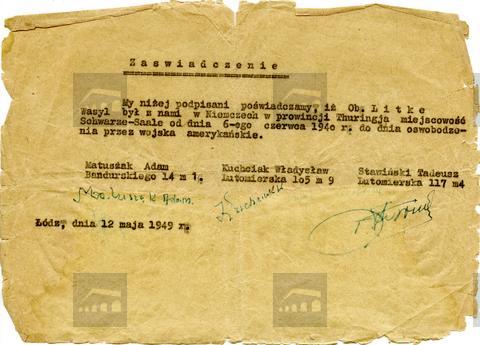 Zaswiadczenie
My niżej podpisani poświadczamy, iż Ob. Litke
Wasyl był z nami w Niemczech w prowincji Thuringja miejscowość
Schwarze-Saale od dnia 6-ego czerwca 1940 r. do dnia oswobodze-
nia przez wojska amerykańskie.
Matuszak Adam Kuchciak Władysław Stawiński Tadeusz
Bandurskiego 14 m 1. Lutomierska 105 m 9 Lutomierska 117 m4
Matuszak Adam.
Łódź, dnia 12 maja 1949 r.